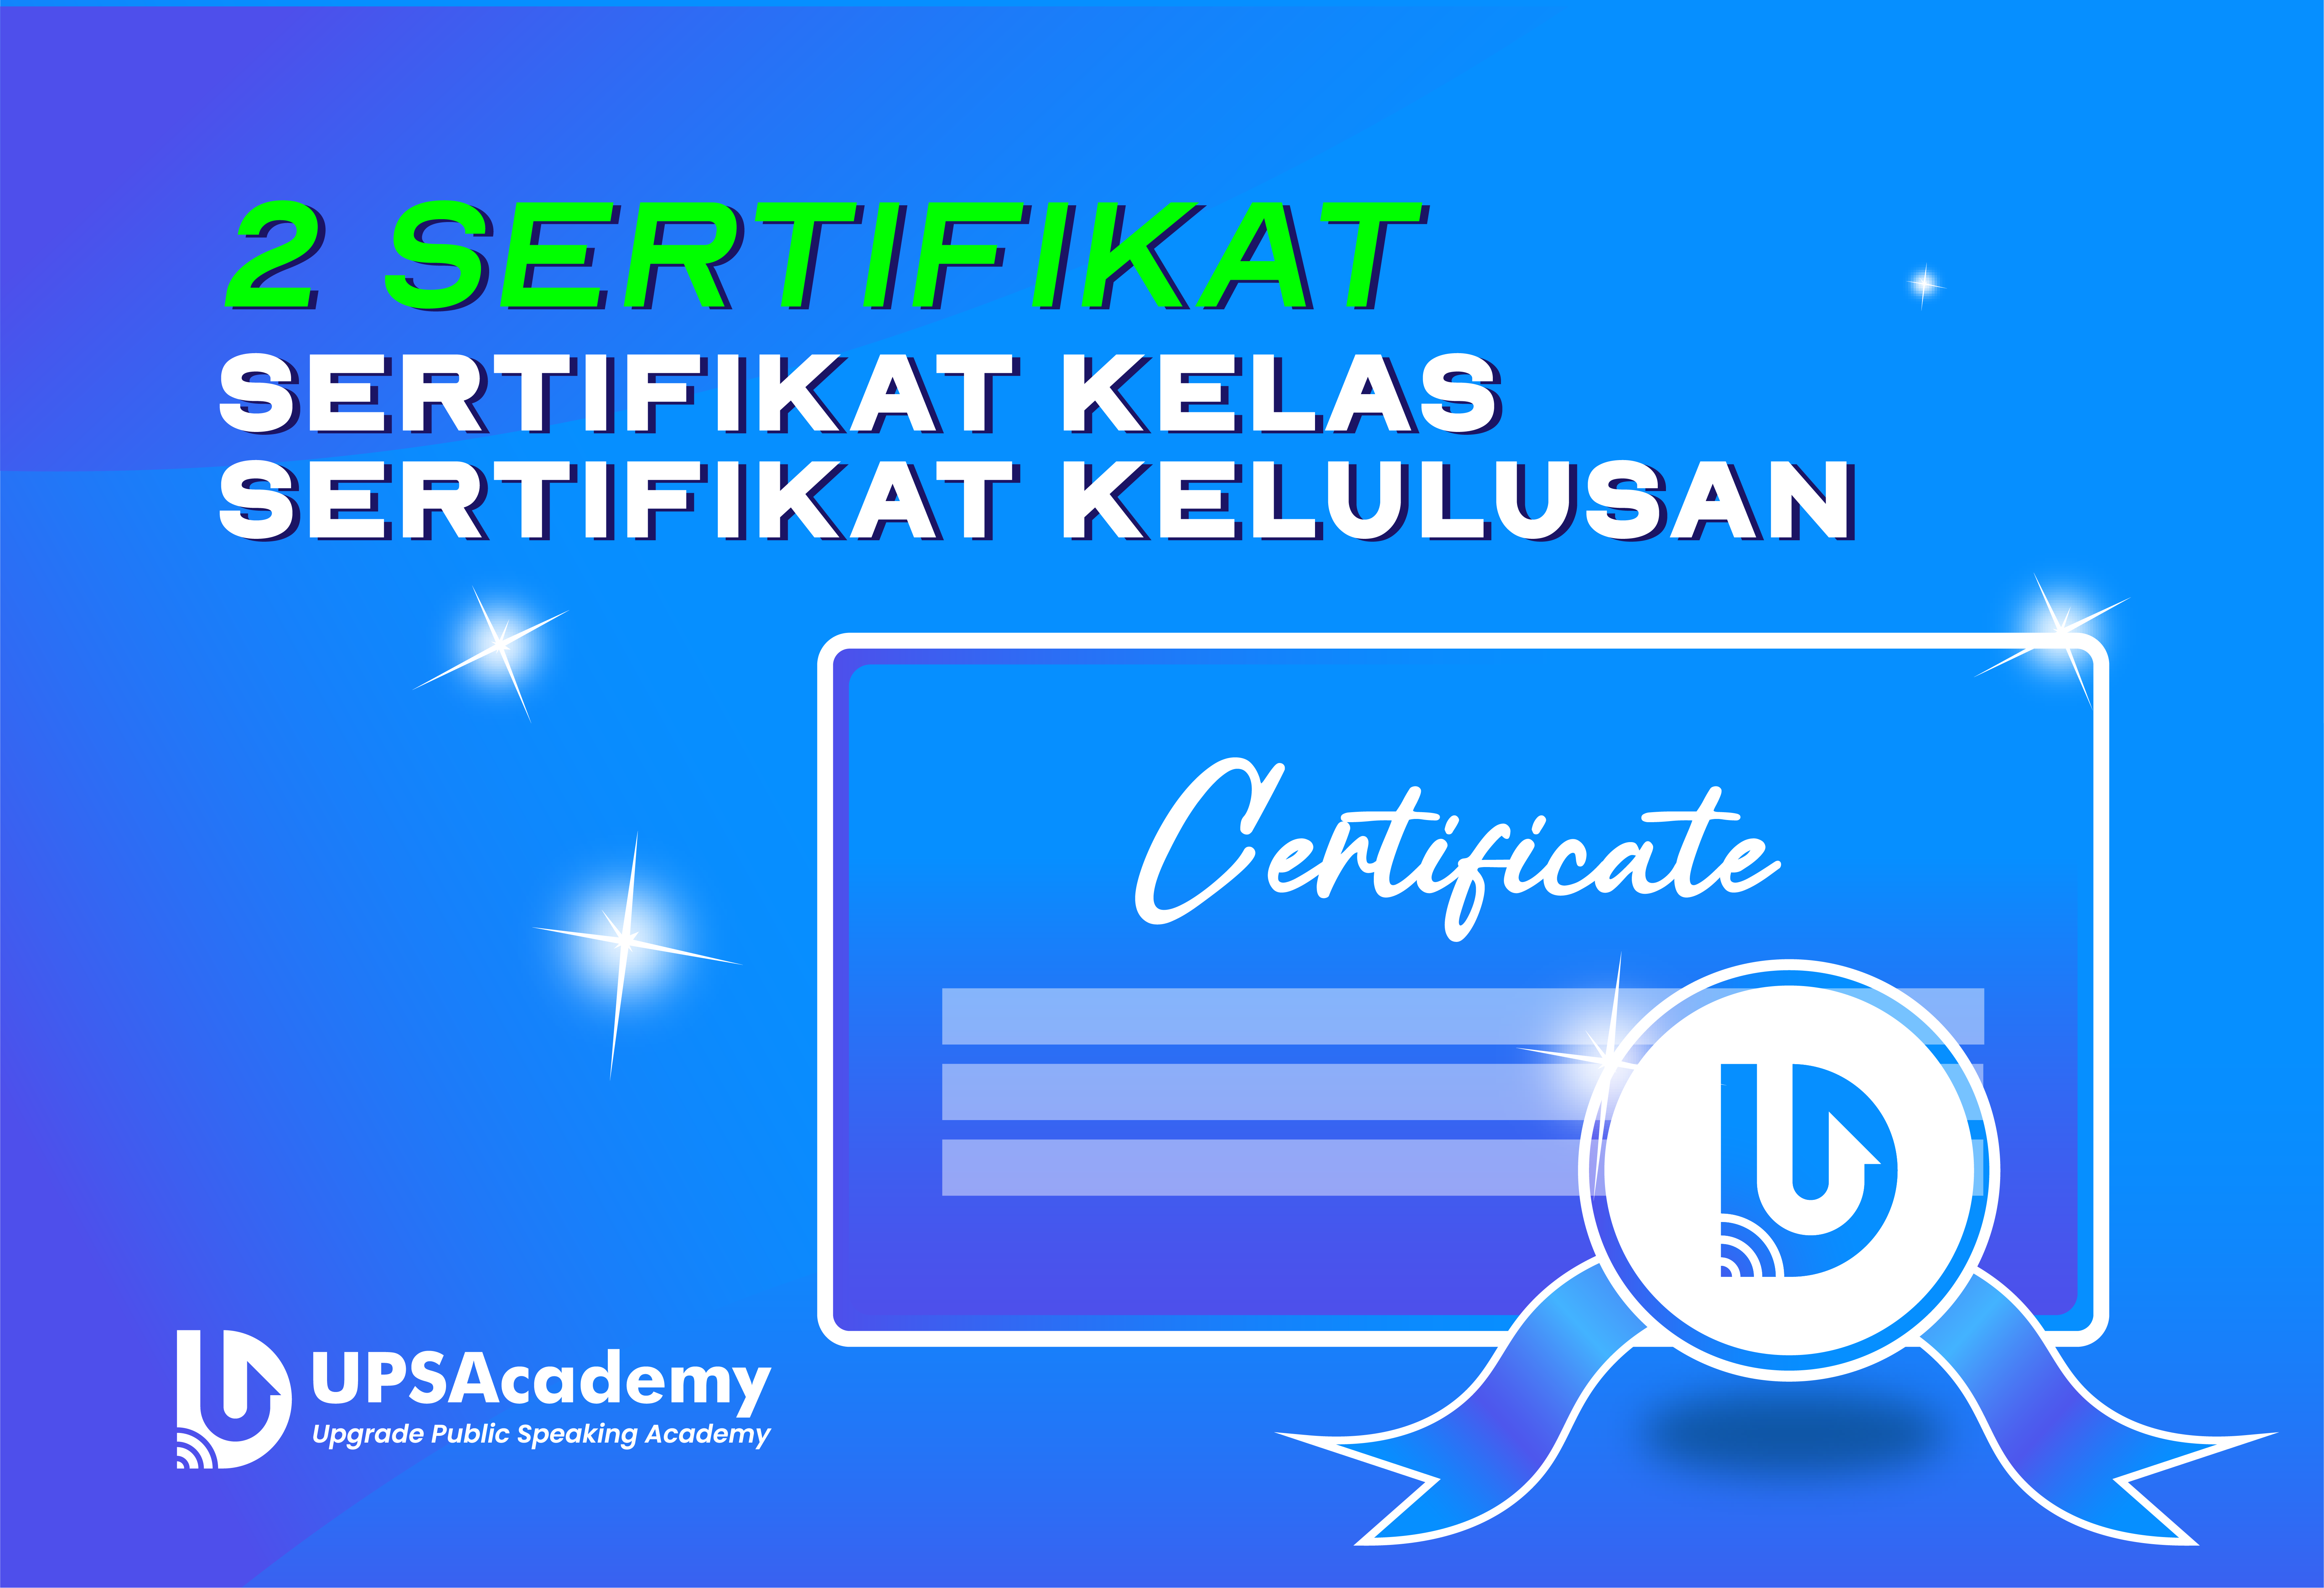 2 SERTIFIKAT
SERTIFIKAT KELAS
SERTIFIKAT KELULUSAN
Certificate
UPSAcademy
Upgrade Public Speaking Academy